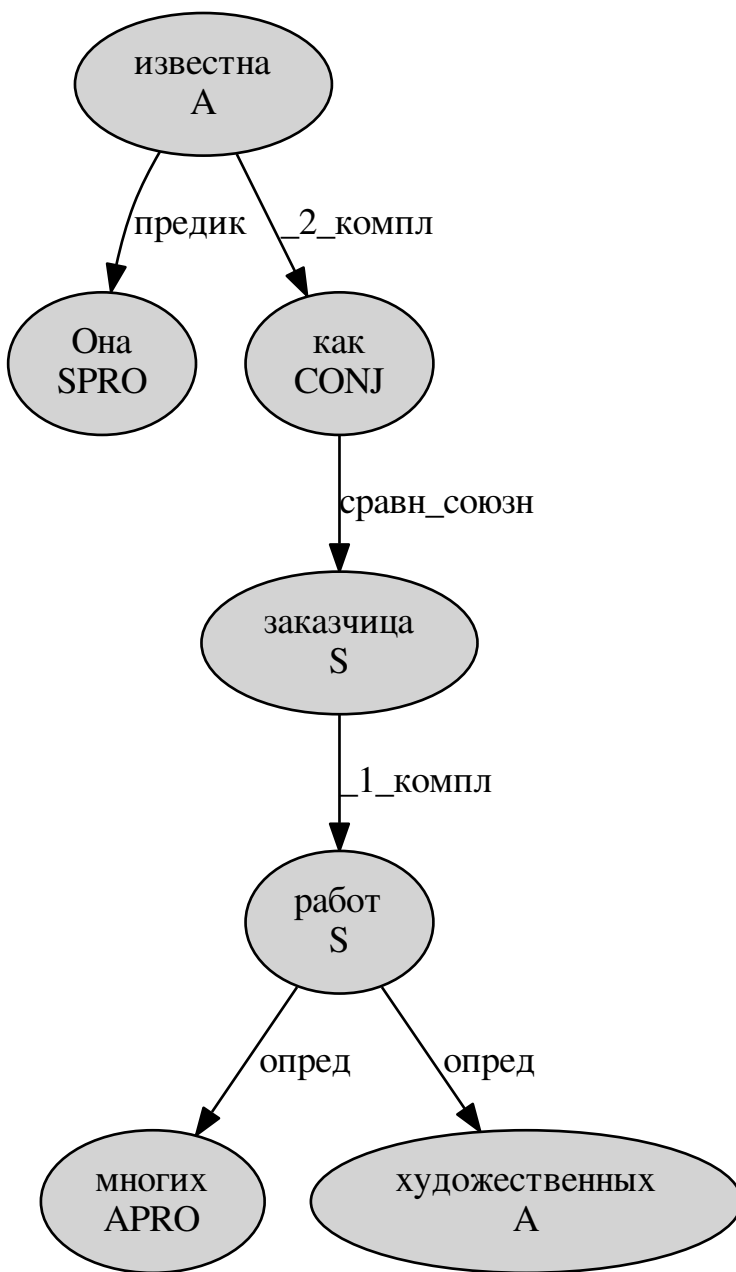 известна
A
предик
_2_компл
Она
SPRO
как
CONJ
сравн_союзн
заказчица
S
_1_компл
работ
S
опред
опред
многих
APRO
художественных
A